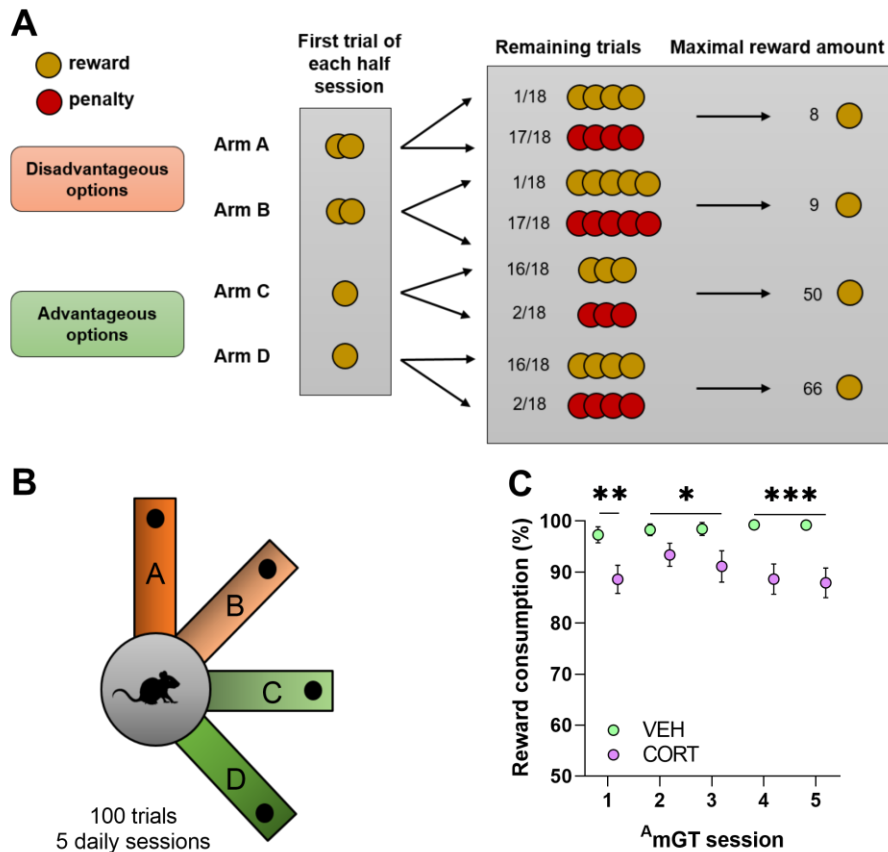 A
reward
penalty
First trial of
each half
session
Remaining trials
Maximal reward amount
Disadvantageous
options
Advantageous
options
Arm A
Arm B
Arm C
Arm D
1/18
17/18
1/18
17/18
16/18
2/18
16/18
2/18
8
9
50
66
B
A
B
C
D
100 trials
5 daily sessions
C
** * ***
Reward consumption (%)
100
90
80
70
60
50
VEH
CORT
1 2 3 4 5
ᴬmGT session